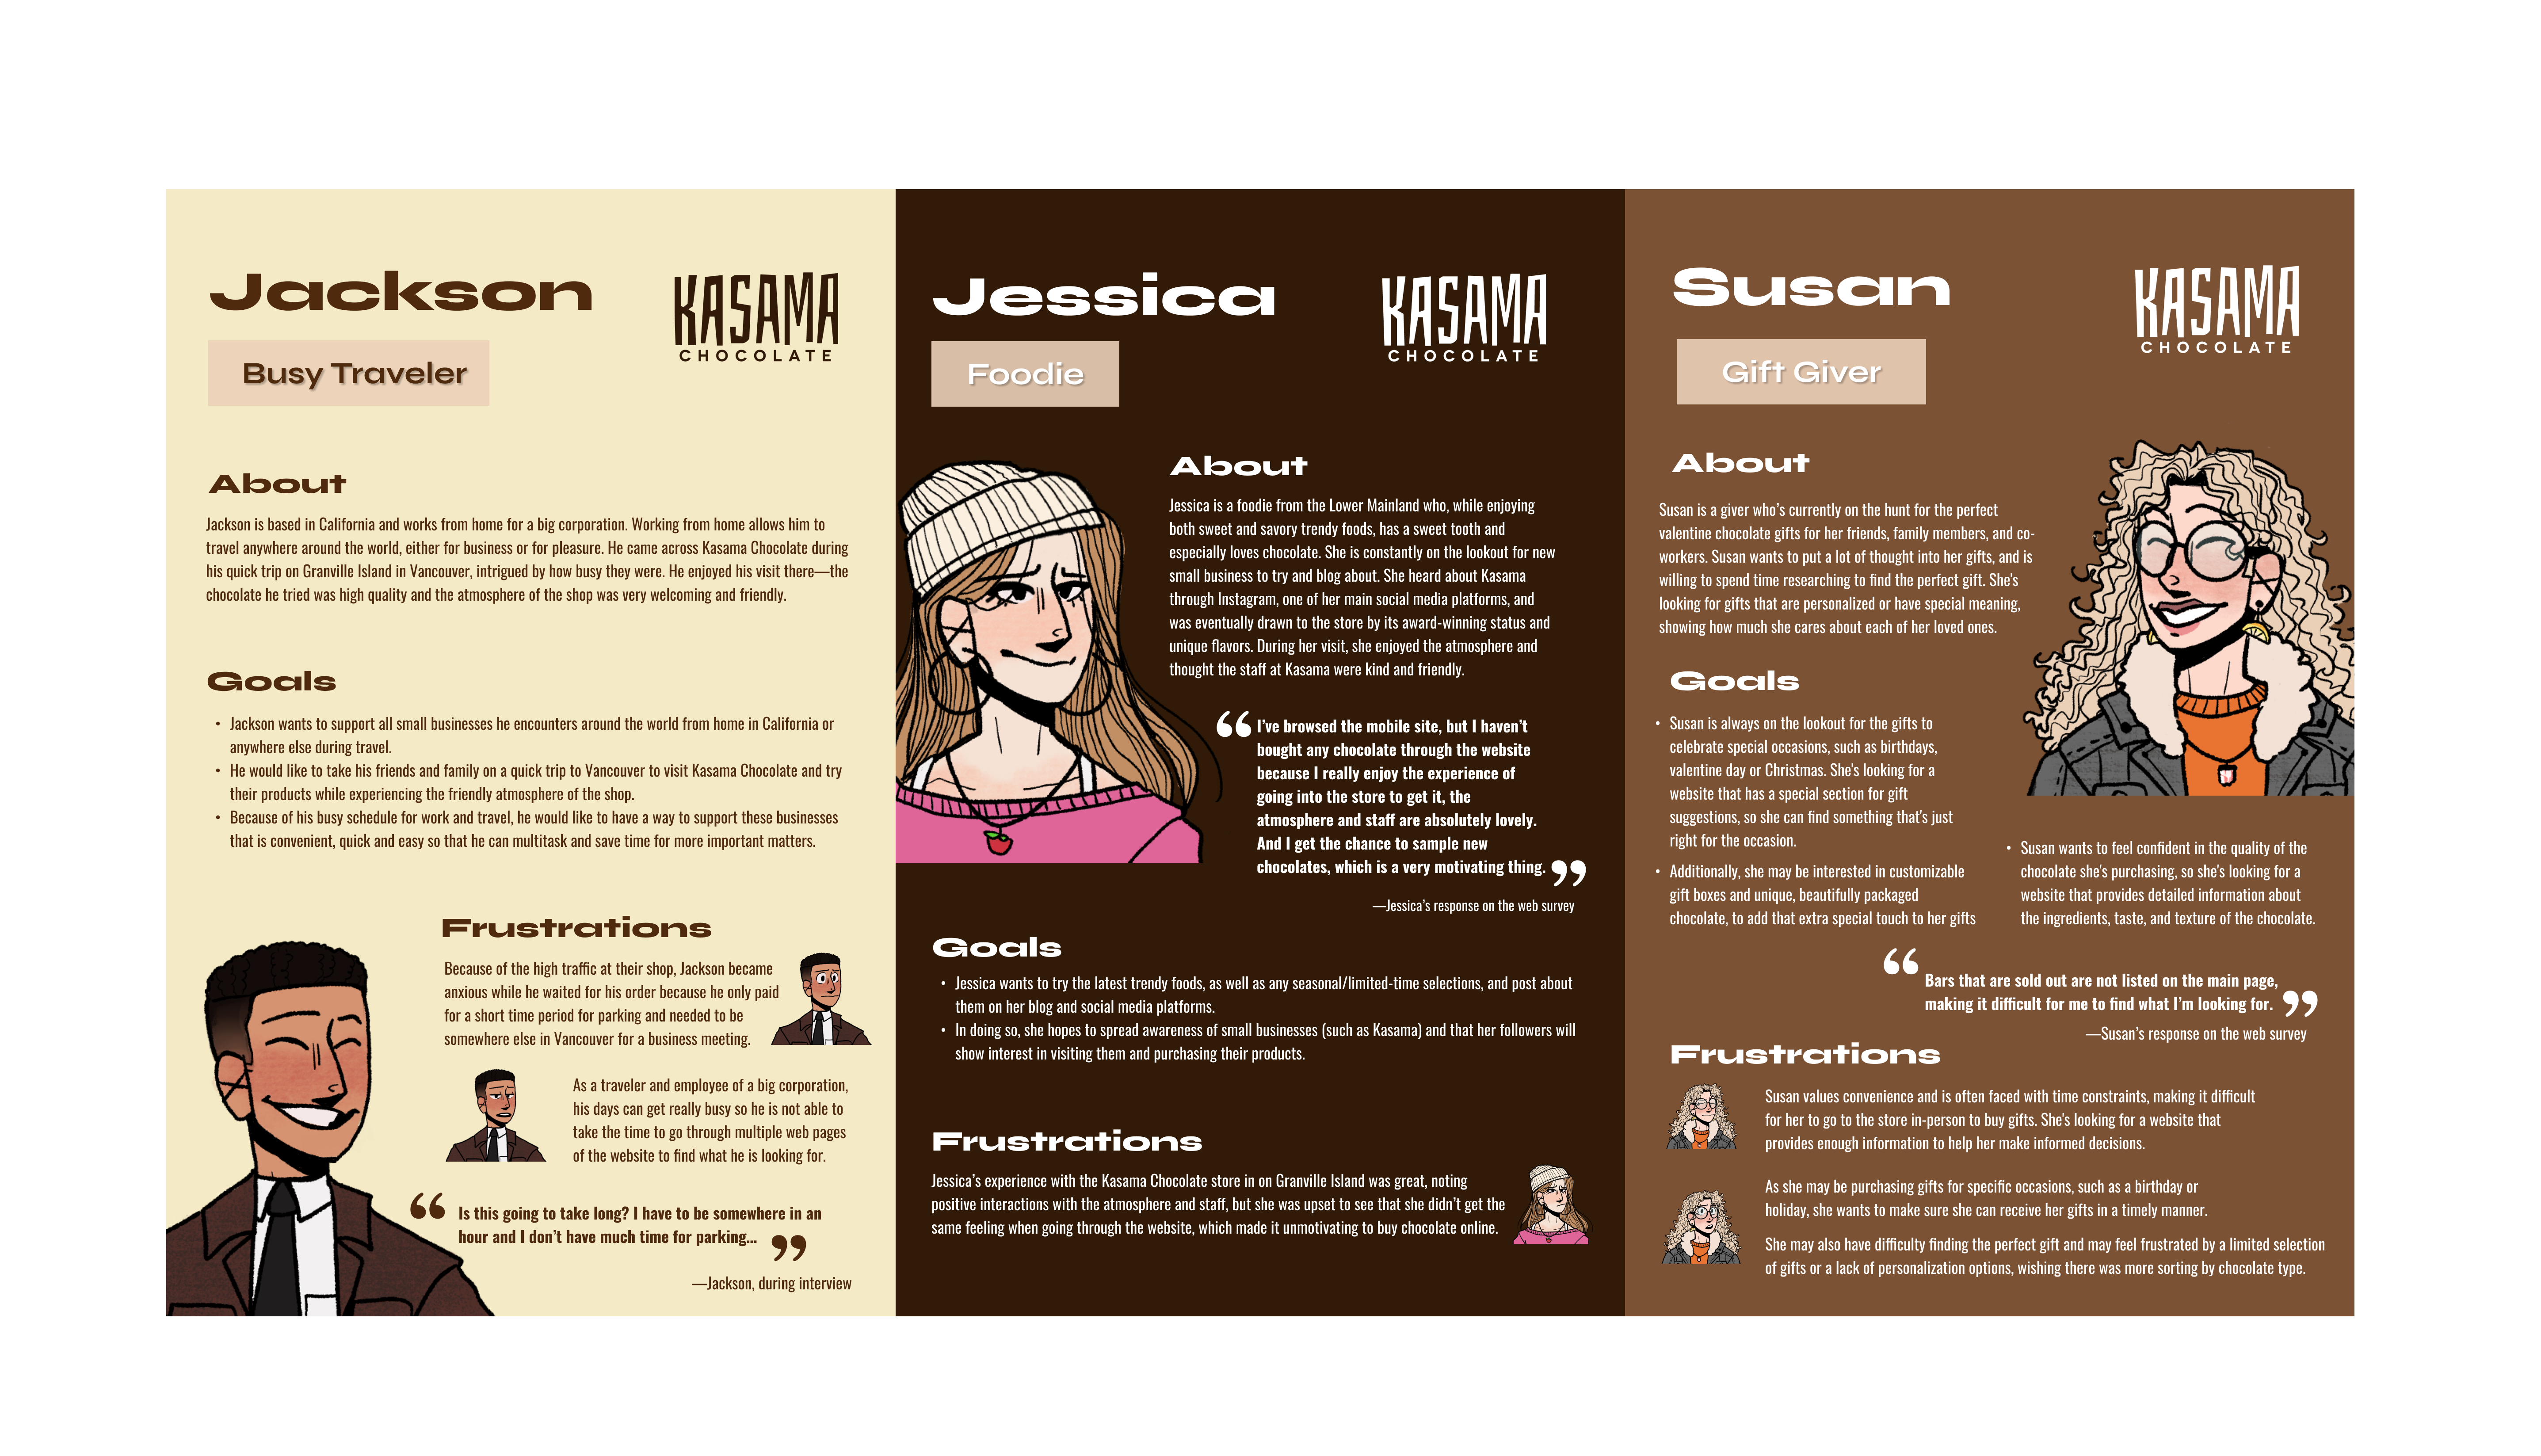 Jackson
KASAMA
CHOCOLATE
Busy Traveler
About
Jackson is based in California and works from home for a big corporation. Working from home allows him to
travel anywhere around the world, either for business or for pleasure. He came across Kasama Chocolate during
his quick trip on Granville Island in Vancouver, intrigued by how busy they were. He enjoyed his visit there—the
chocolate he tried was high quality and the atmosphere of the shop was very welcoming and friendly.
Goals
• Jackson wants to support all small businesses he encounters around the world from home in California or
anywhere else during travel.
• He would like to take his friends and family on a quick trip to Vancouver to visit Kasama Chocolate and try
their products while experiencing the friendly atmosphere of the shop.
• Because of his busy schedule for work and travel, he would like to have a way to support these businesses
that is convenient, quick and easy so that he can multitask and save time for more important matters.
Frustrations
Because of the high traffic at their shop, Jackson became
anxious while he waited for his order because he only paid
for a short time period for parking and needed to be
somewhere else in Vancouver for a business meeting.
As a traveler and employee of a big corporation,
his days can get really busy so he is not able to
take the time to go through multiple web pages
of the website to find what he is looking for.
“Is this going to take long? I have to be somewhere in an
hour and I don’t have much time for parking...”
—Jackson, during interview
Jessica
KASAMA
CHOCOLATE
Foodie
About
Jessica is a foodie from the Lower Mainland who, while enjoying
both sweet and savory trendy foods, has a sweet tooth and
especially loves chocolate. She is constantly on the lookout for new
small business to try and blog about. She heard about Kasama
through Instagram, one of her main social media platforms, and
was eventually drawn to the store by its award-winning status and
unique flavors. During her visit, she enjoyed the atmosphere and
thought the staff at Kasama were kind and friendly.
“I’ve browsed the mobile site, but I haven’t
bought any chocolate through the website
because I really enjoy the experience of
going into the store to get it, the
atmosphere and staff are absolutely lovely.
And I get the chance to sample new
chocolates, which is a very motivating thing.”
—Jessica’s response on the web survey
Goals
• Jessica wants to try the latest trendy foods, as well as any seasonal/limited-time selections, and post about
them on her blog and social media platforms.
• In doing so, she hopes to spread awareness of small businesses (such as Kasama) and that her followers will
show interest in visiting them and purchasing their products.
Frustrations
Jessica’s experience with the Kasama Chocolate store in on Granville Island was great, noting
positive interactions with the atmosphere and staff, but she was upset to see that she didn’t get the
same feeling when going through the website, which made it unmotivating to buy chocolate online.
Susan
KASAMA
CHOCOLATE
Gift Giver
About
Susan is a giver who’s currently on the hunt for the perfect
valentine chocolate gifts for her friends, family members, and co-
workers. Susan wants to put a lot of thought into her gifts, and is
willing to spend time researching to find the perfect gift. She's
looking for gifts that are personalized or have special meaning,
showing how much she cares about each of her loved ones.
Goals
• Susan is always on the lookout for the gifts to
celebrate special occasions, such as birthdays,
valentine day or Christmas. She's looking for a
website that has a special section for gift
suggestions, so she can find something that's just
right for the occasion.
• Additionally, she may be interested in customizable
gift boxes and unique, beautifully packaged
chocolate, to add that extra special touch to her gifts
• Susan wants to feel confident in the quality of the
chocolate she's purchasing, so she's looking for a
website that provides detailed information about
the ingredients, taste, and texture of the chocolate.
“Bars that are sold out are not listed on the main page,
making it difficult for me to find what I’m looking for.”
—Susan’s response on the web survey
Frustrations
Susan values convenience and is often faced with time constraints, making it difficult
for her to go to the store in-person to buy gifts. She's looking for a website that
provides enough information to help her make informed decisions.
As she may be purchasing gifts for specific occasions, such as a birthday or
holiday, she wants to make sure she can receive her gifts in a timely manner.
She may also have difficulty finding the perfect gift and may feel frustrated by a limited selection
of gifts or a lack of personalization options, wishing there was more sorting by chocolate type.